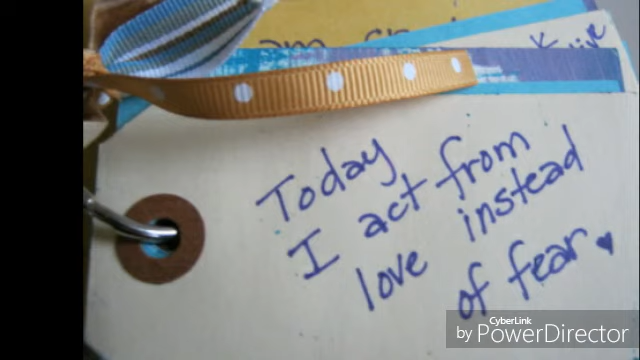 Today
I act from
love instead
of fear.
CyberLink
by PowerDirector